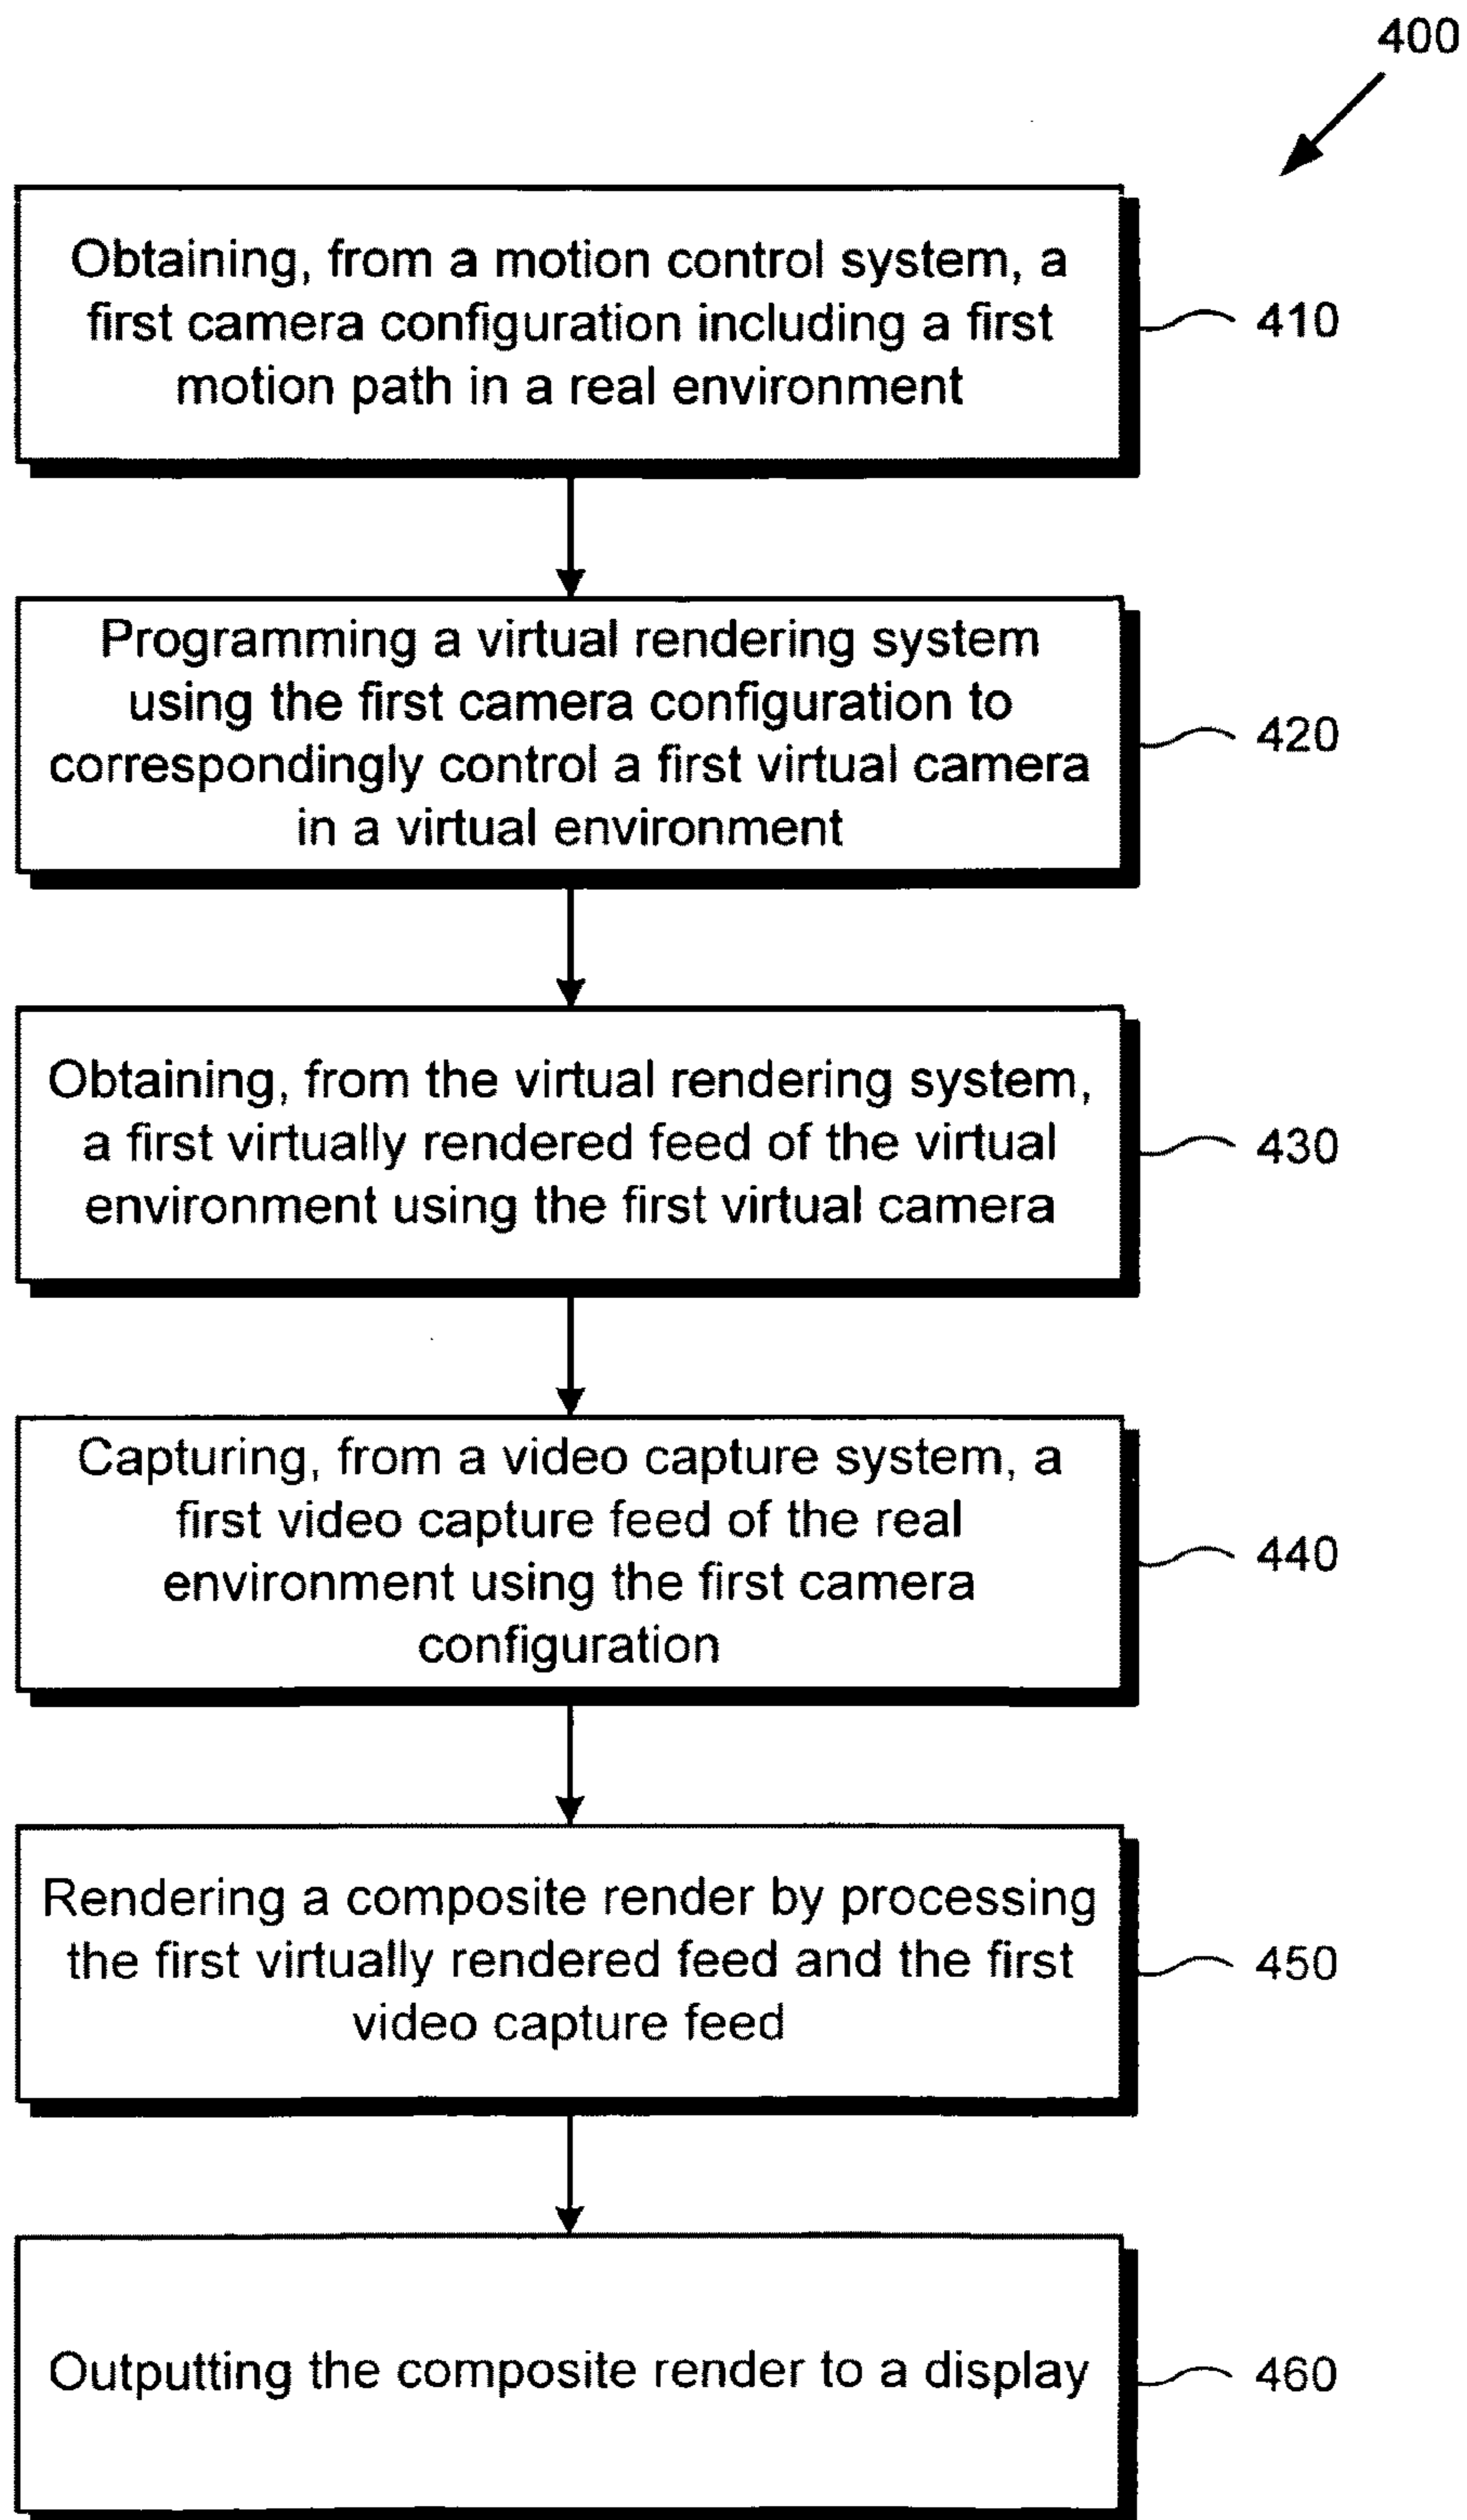 400
Obtaining, from a motion control system, a
first camera configuration including a first
motion path in a real environment
410
Programming a virtual rendering system
using the first camera configuration to
correspondingly control a first virtual camera
in a virtual environment
420
Obtaining, from the virtual rendering system,
a first virtually rendered feed of the virtual
environment using the first virtual camera
430
Capturing, from a video capture system, a
first video capture feed of the real
environment using the first camera
configuration
440
Rendering a composite render by processing
the first virtually rendered feed and the first
video capture feed
450
Outputting the composite render to a display
460